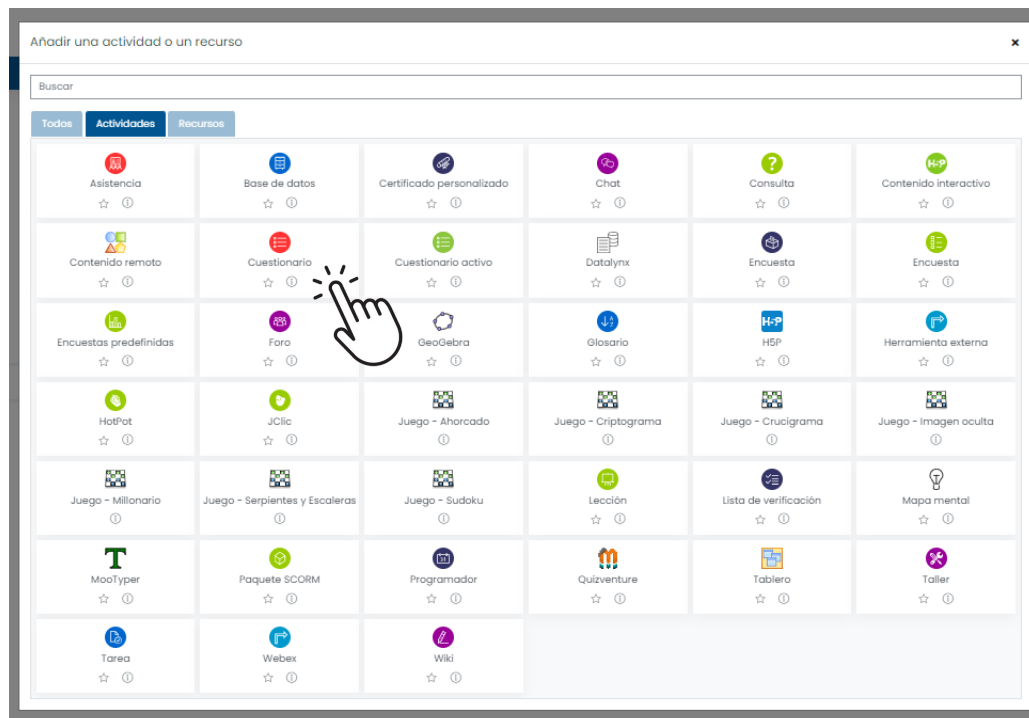 Añadir una actividad o un recurso
x
Buscar
Todos Actividades Recursos
Asistencia Base de datos Certificado personalizado Chat Consulta Contenido interactivo
Contenido remoto Cuestionario Cuestionario activo Datalynx Encuesta Encuesta
Encuestas predefinidas Foro GeoGebra Glosario H5P Herramienta externa
HotPot JClic Juego - Ahorcado Juego - Criptograma Juego - Crucigrama Juego - Imagen oculta
Juego - Millonario Juego - Serpientes y Escaleras Juego - Sudoku Lección Lista de verificación Mapa mental
MooTyper Paquete SCORM Programador Quizventure Tablero Taller
Tarea Webex Wiki